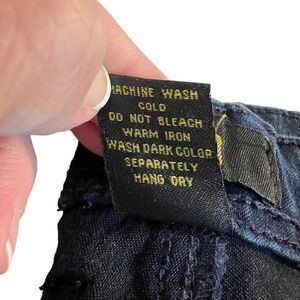 MACHINE WASH
COLD
DO NOT BLEACH
WARM IRON
WASH DARK COLOR
SEPARATELY
HANG DRY